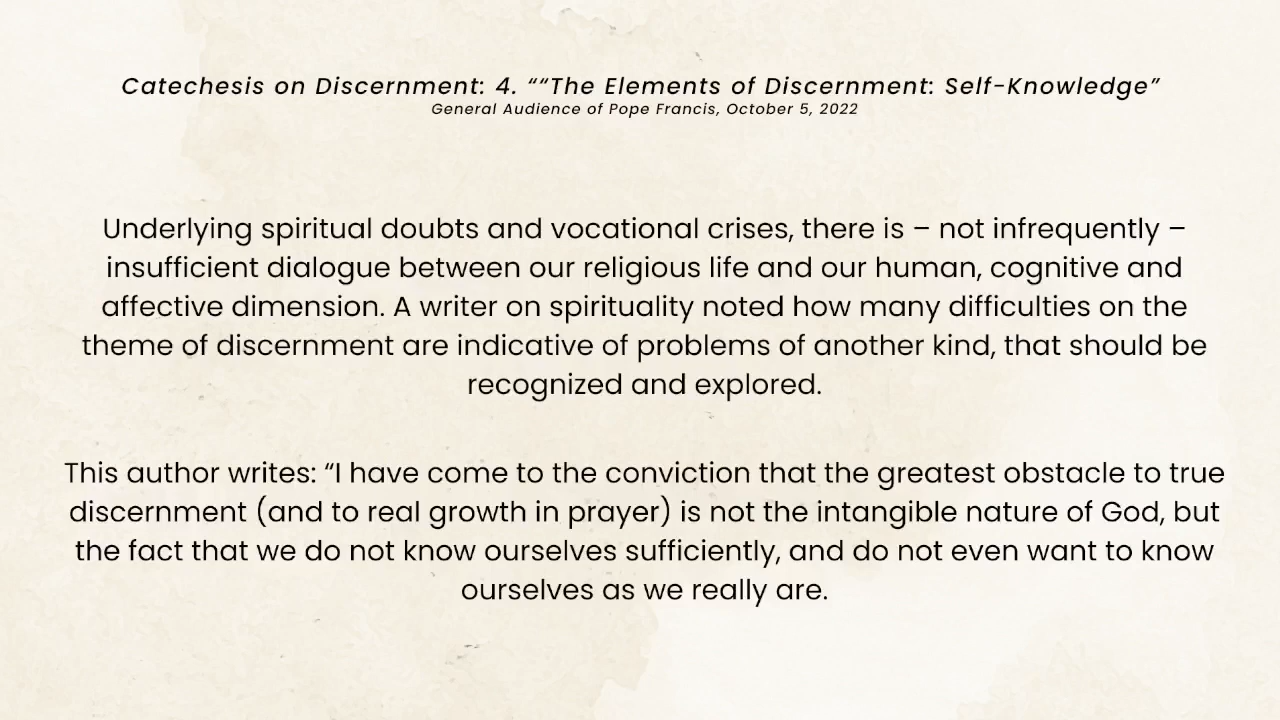 Catechesis on Discernment: 4. ““The Elements of Discernment: Self-Knowledge”
General Audience of Pope Francis, October 5, 2022
Underlying spiritual doubts and vocational crises, there is – not infrequently –
insufficient dialogue between our religious life and our human, cognitive and
affective dimension. A writer on spirituality noted how many difficulties on the
theme of discernment are indicative of problems of another kind, that should be
recognized and explored.
This author writes: “I have come to the conviction that the greatest obstacle to true
discernment (and to real growth in prayer) is not the intangible nature of God, but
the fact that we do not know ourselves sufficiently, and do not even want to know
ourselves as we really are.